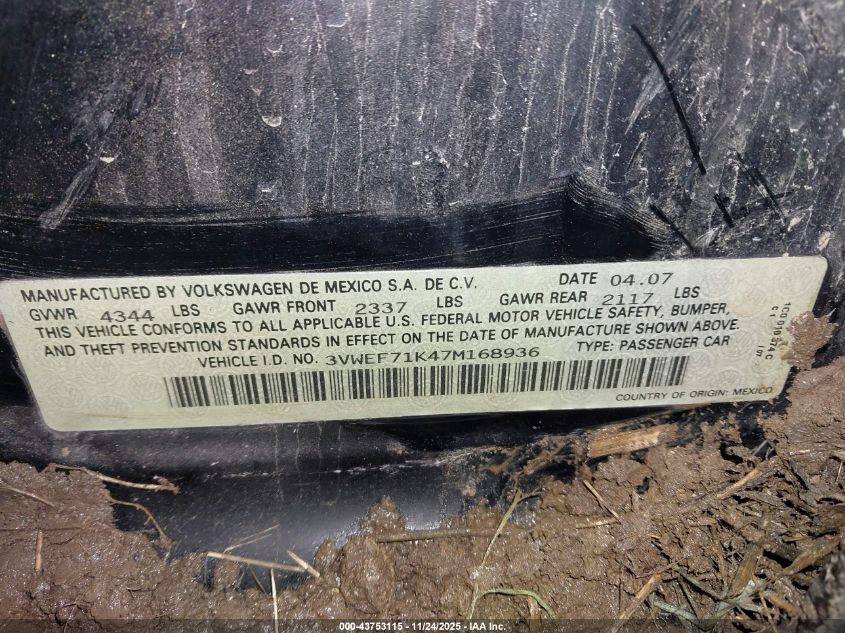 MANUFACTURED BY VOLKSWAGEN DE MEXICO S.A. DE C.V. DATE 04.07
GVWR 4344 LBS GAWR FRONT 2337 LBS GAWR REAR 2117 LBS
THIS VEHICLE CONFORMS TO ALL APPLICABLE U.S. FEDERAL MOTOR VEHICLE SAFETY, BUMPER,
AND THEFT PREVENTION STANDARDS IN EFFECT ON THE DATE OF MANUFACTURE SHOWN ABOVE.
VEHICLE I.D. NO. 3VWEF71K47M168936 TYPE: PASSENGER CAR
COUNTRY OF ORIGIN: MEXICO
000-43753115 - 11/24/2025 - IAA Inc.